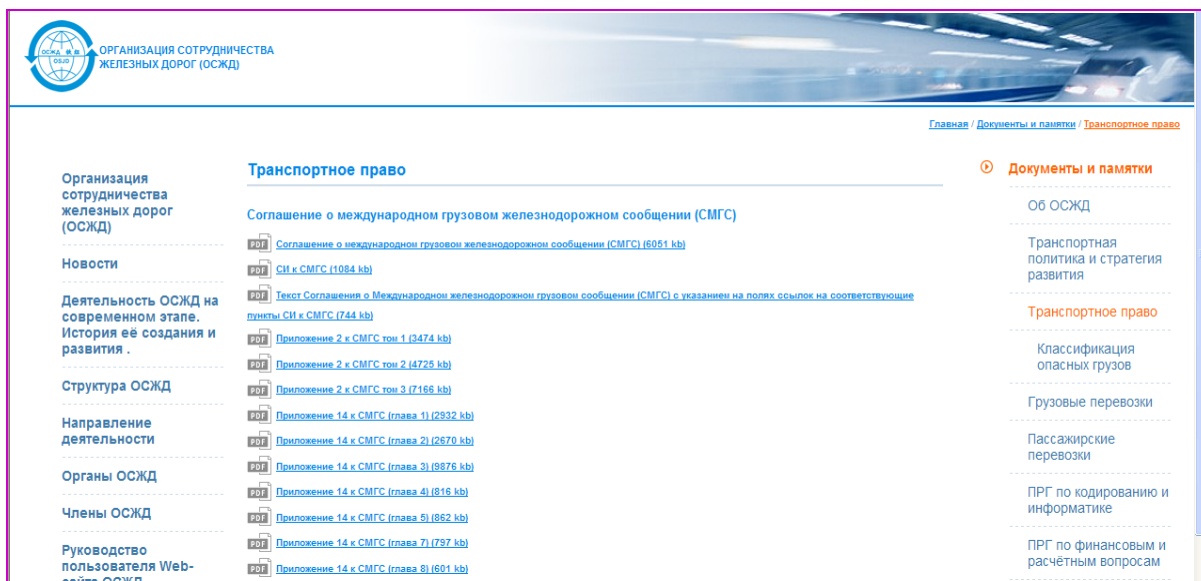 ОСЖД 铁组
OSJD
ОРГАНИЗАЦИЯ СОТРУДНИЧЕСТВА
ЖЕЛЕЗНЫХ ДОРОГ (ОСЖД)
Главная / Документы и памятки / Транспортное право
Организация
сотрудничества
железных дорог
(ОСЖД)
Новости
Деятельность ОСЖД на
современном этапе.
История её создания и
развития .
Структура ОСЖД
Направление
деятельности
Органы ОСЖД
Члены ОСЖД
Руководство
пользователя Web-
сайта ОСЖД
Транспортное право
Соглашение о международном грузовом железнодорожном сообщении (СМГС)
PDF Соглашение о международном грузовом железнодорожном сообщении (СМГС) (6051 kb)
PDF СИ к СМГС (1084 kb)
PDF Текст Соглашения о Международном железнодорожном грузовом сообщении (СМГС) с указанием на полях ссылок на соответствующие
пункты СИ к СМГС (744 kb)
PDF Приложение 2 к СМГС том 1 (3474 kb)
PDF Приложение 2 к СМГС том 2 (4725 kb)
PDF Приложение 2 к СМГС том 3 (7166 kb)
PDF Приложение 14 к СМГС (глава 1) (2932 kb)
PDF Приложение 14 к СМГС (глава 2) (2670 kb)
PDF Приложение 14 к СМГС (глава 3) (9876 kb)
PDF Приложение 14 к СМГС (глава 4) (816 kb)
PDF Приложение 14 к СМГС (глава 5) (862 kb)
PDF Приложение 14 к СМГС (глава 7) (797 kb)
PDF Приложение 14 к СМГС (глава 8) (601 kb)
Документы и памятки
Об ОСЖД
Транспортная
политика и стратегия
развития
Транспортное право
Классификация
опасных грузов
Грузовые перевозки
Пассажирские
перевозки
ПРГ по кодированию и
информатике
ПРГ по финансовым и
расчётным вопросам